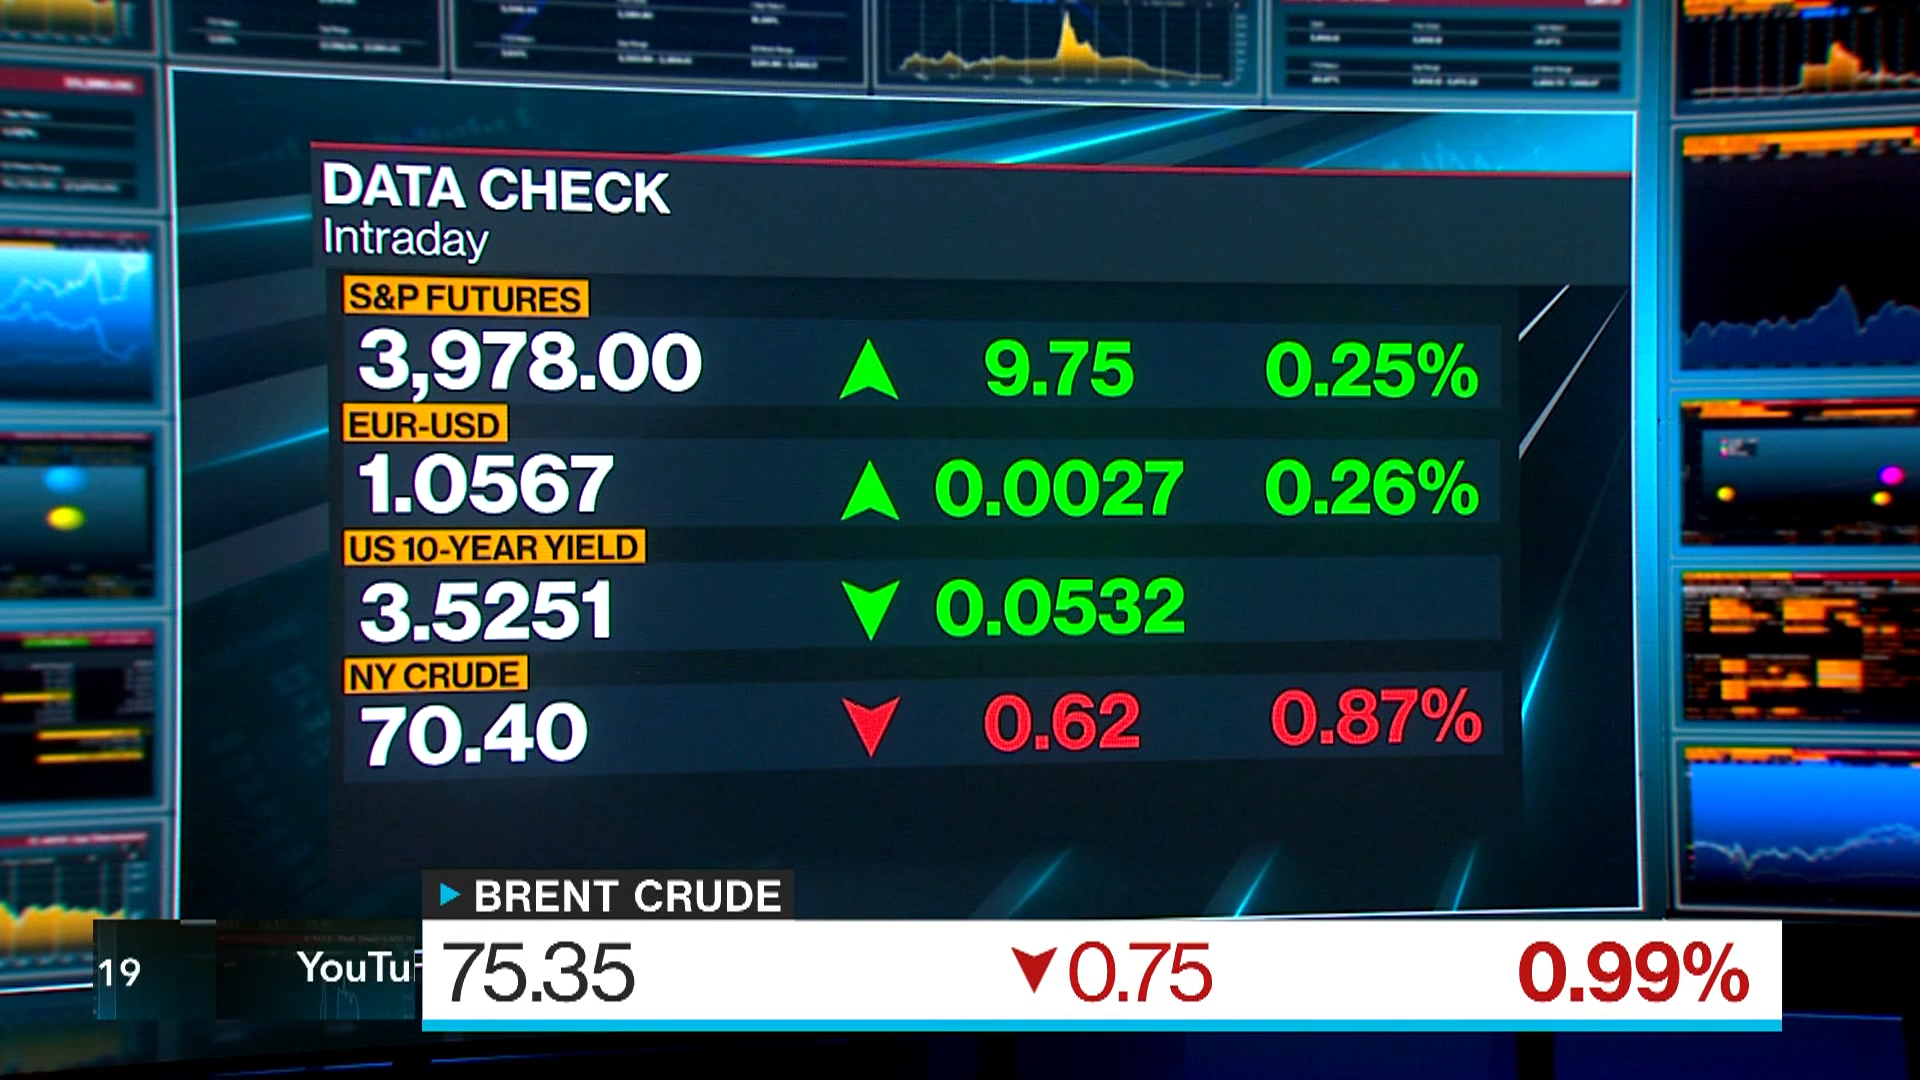 DATA CHECK
Intraday
S&P FUTURES
3,978.00 ▲ 9.75 0.25%
EUR-USD
1.0567 ▲ 0.0027 0.26%
US 10-YEAR YIELD
3.5251 ▼ 0.0532
NY CRUDE
70.40 ▼ 0.62 0.87%
BRENT CRUDE
75.35 ▼ 0.75 0.99%
19